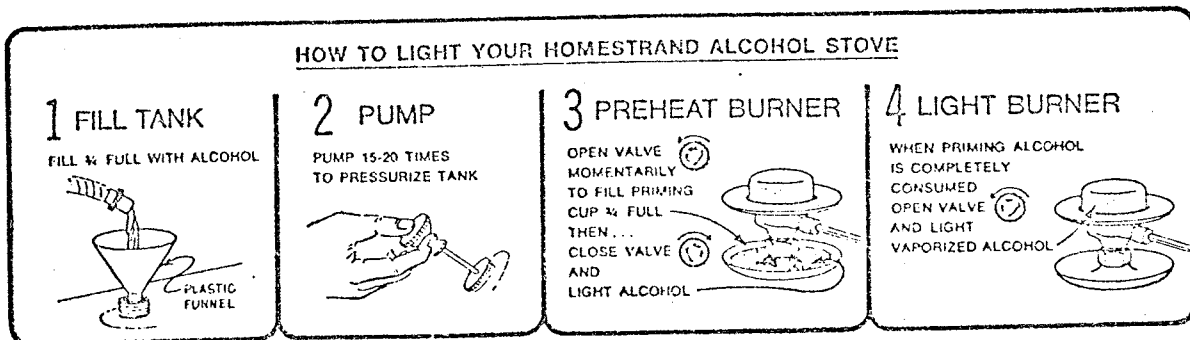 HOW TO LIGHT YOUR HOMESTRAND ALCOHOL STOVE
1 FILL TANK
FILL ¾ FULL WITH ALCOHOL
PLASTIC
FUNNEL
2 PUMP
PUMP 15-20 TIMES
TO PRESSURIZE TANK
3 PREHEAT BURNER
OPEN VALVE
MOMENTARILY
TO FILL PRIMING
CUP ¾ FULL
THEN...
CLOSE VALVE
AND
LIGHT ALCOHOL
4 LIGHT BURNER
WHEN PRIMING ALCOHOL
IS COMPLETELY
CONSUMED
OPEN VALVE
AND LIGHT
VAPORIZED ALCOHOL